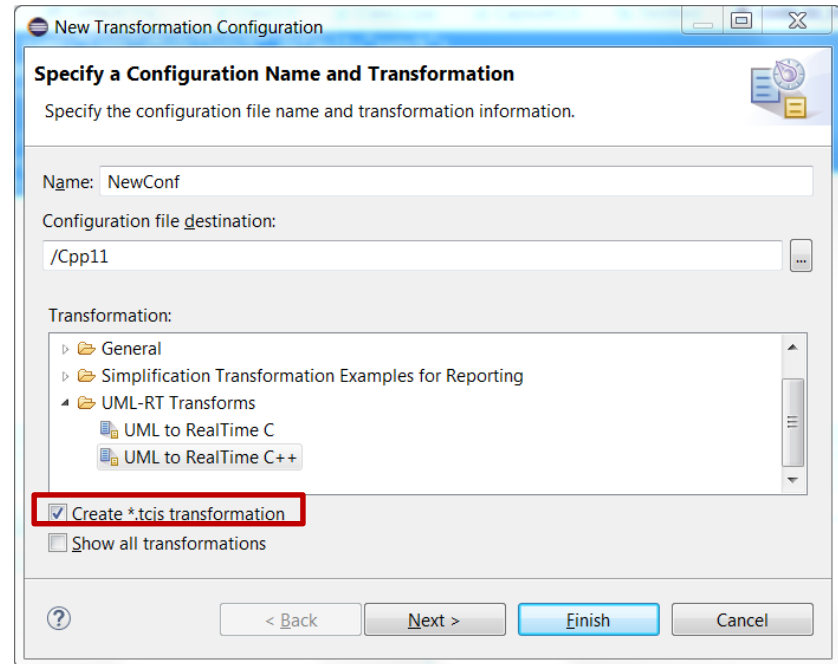 New Transformation Configuration
Specify a Configuration Name and Transformation
Specify the configuration file name and transformation information.
Name: NewConf
Configuration file destination:
/Cpp11
...
Transformation:
General
Simplification Transformation Examples for Reporting
UML-RT Transforms
UML to RealTime C
UML to RealTime C++
Create *.tcjs transformation
Show all transformations
?
< Back
Next >
Finish
Cancel